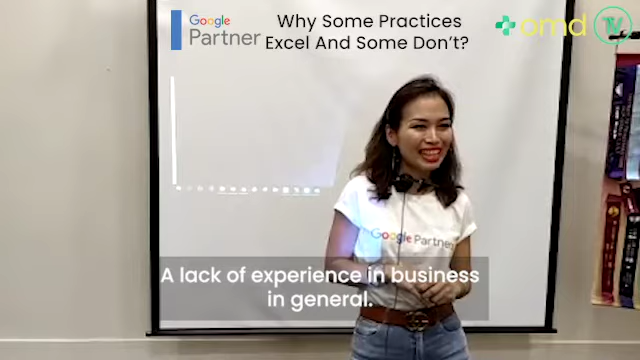 Google
Partner
Why Some Practices
Excel And Some Don't?
omd
TV
Google Partner
A lack of experience in business
in general.